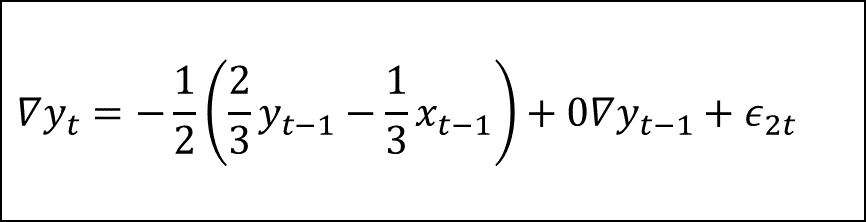 ∇y_t = −1/2(2/3 y_{t−1} − 1/3 x_{t−1}) + 0∇y_{t−1} + ϵ_{2t}